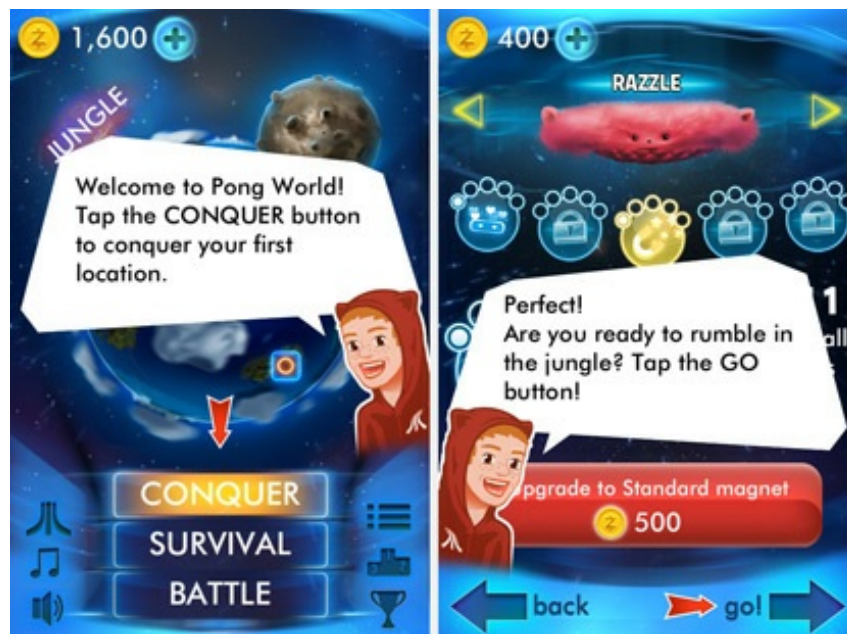 1,600
JUNGLE
Welcome to Pong World!
Tap the CONQUER button
to conquer your first
location.
CONQUER
SURVIVAL
BATTLE
400
RAZZLE
1
all
Perfect!
Are you ready to rumble in
the jungle? Tap the GO
button!
pgrade to Standard magnet
500
back
go!